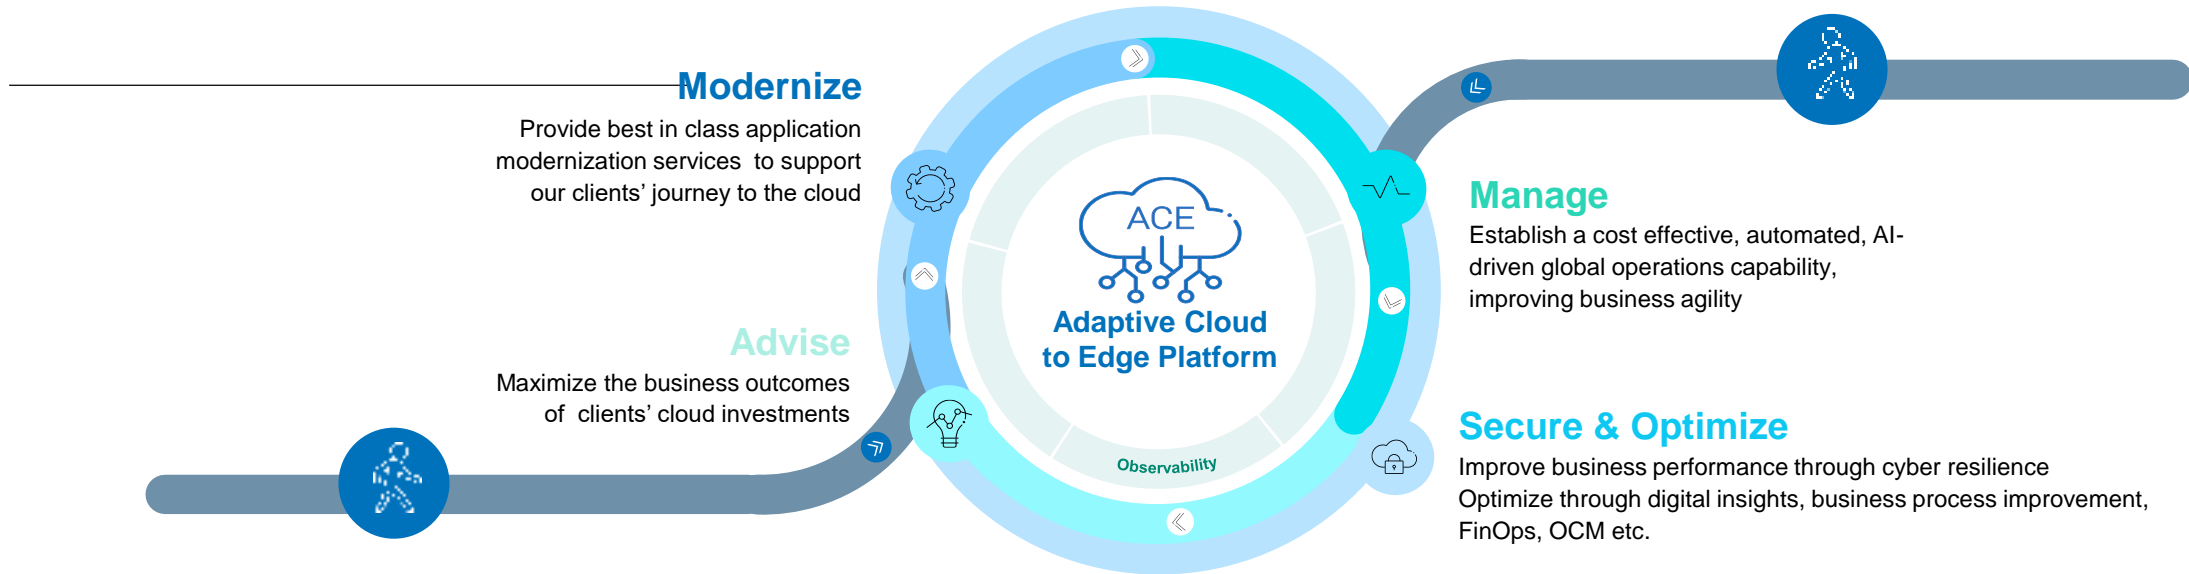 Modernize
Provide best in class application
modernization services to support
our clients’ journey to the cloud
Advise
Maximize the business outcomes
of clients’ cloud investments
ACE
Adaptive Cloud
to Edge Platform
Observability
Manage
Establish a cost effective, automated, AI-
driven global operations capability,
improving business agility
Secure & Optimize
Improve business performance through cyber resilience
Optimize through digital insights, business process improvement,
FinOps, OCM etc.